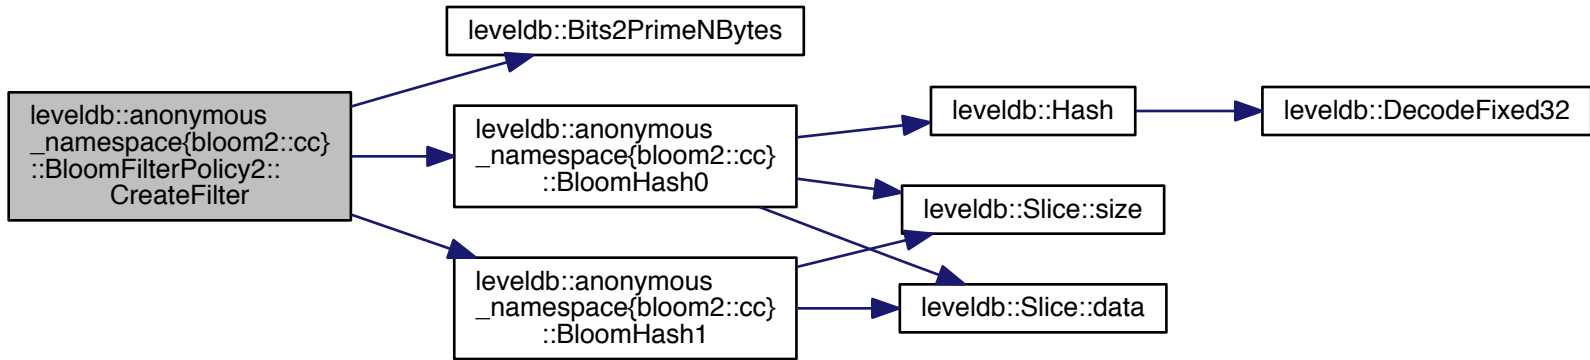 leveldb::anonymous
_namespace{bloom2::cc}
::BloomFilterPolicy2::
CreateFilter
leveldb::Bits2PrimeNBytes
leveldb::anonymous
_namespace{bloom2::cc}
::BloomHash0
leveldb::anonymous
_namespace{bloom2::cc}
::BloomHash1
leveldb::Hash
leveldb::Slice::size
leveldb::Slice::data
leveldb::DecodeFixed32